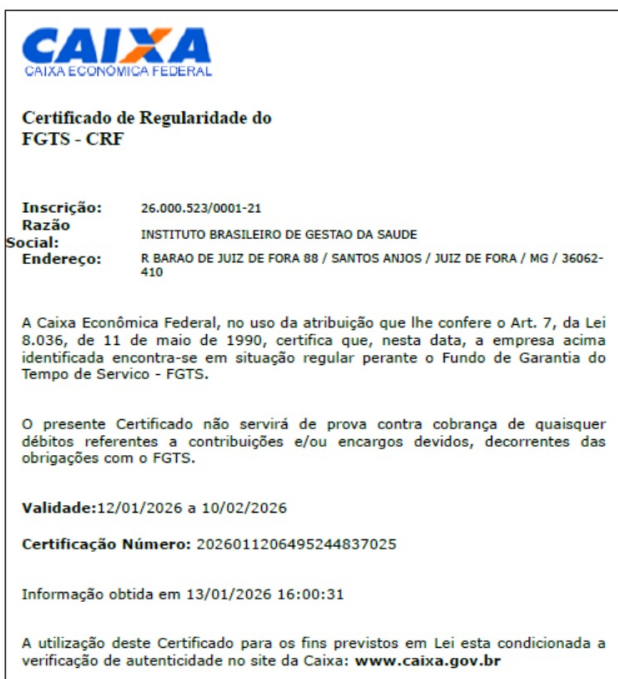 CAIXA
CAIXA ECONÔMICA FEDERAL
Certificado de Regularidade do
FGTS - CRF
Inscrição: 26.000.523/0001-21
Razão
Social: INSTITUTO BRASILEIRO DE GESTAO DA SAUDE
Endereço: R BARAO DE JUIZ DE FORA 88 / SANTOS ANJOS / JUIZ DE FORA / MG / 36062-
410
A Caixa Econômica Federal, no uso da atribuição que lhe confere o Art. 7, da Lei
8.036, de 11 de maio de 1990, certifica que, nesta data, a empresa acima
identificada encontra-se em situação regular perante o Fundo de Garantia do
Tempo de Servico - FGTS.
O presente Certificado não servirá de prova contra cobrança de quaisquer
débitos referentes a contribuições e/ou encargos devidos, decorrentes das
obrigações com o FGTS.
Validade:12/01/2026 a 10/02/2026
Certificação Número: 2026011206495244837025
Informação obtida em 13/01/2026 16:00:31
A utilização deste Certificado para os fins previstos em Lei esta condicionada a
verificação de autenticidade no site da Caixa: www.caixa.gov.br